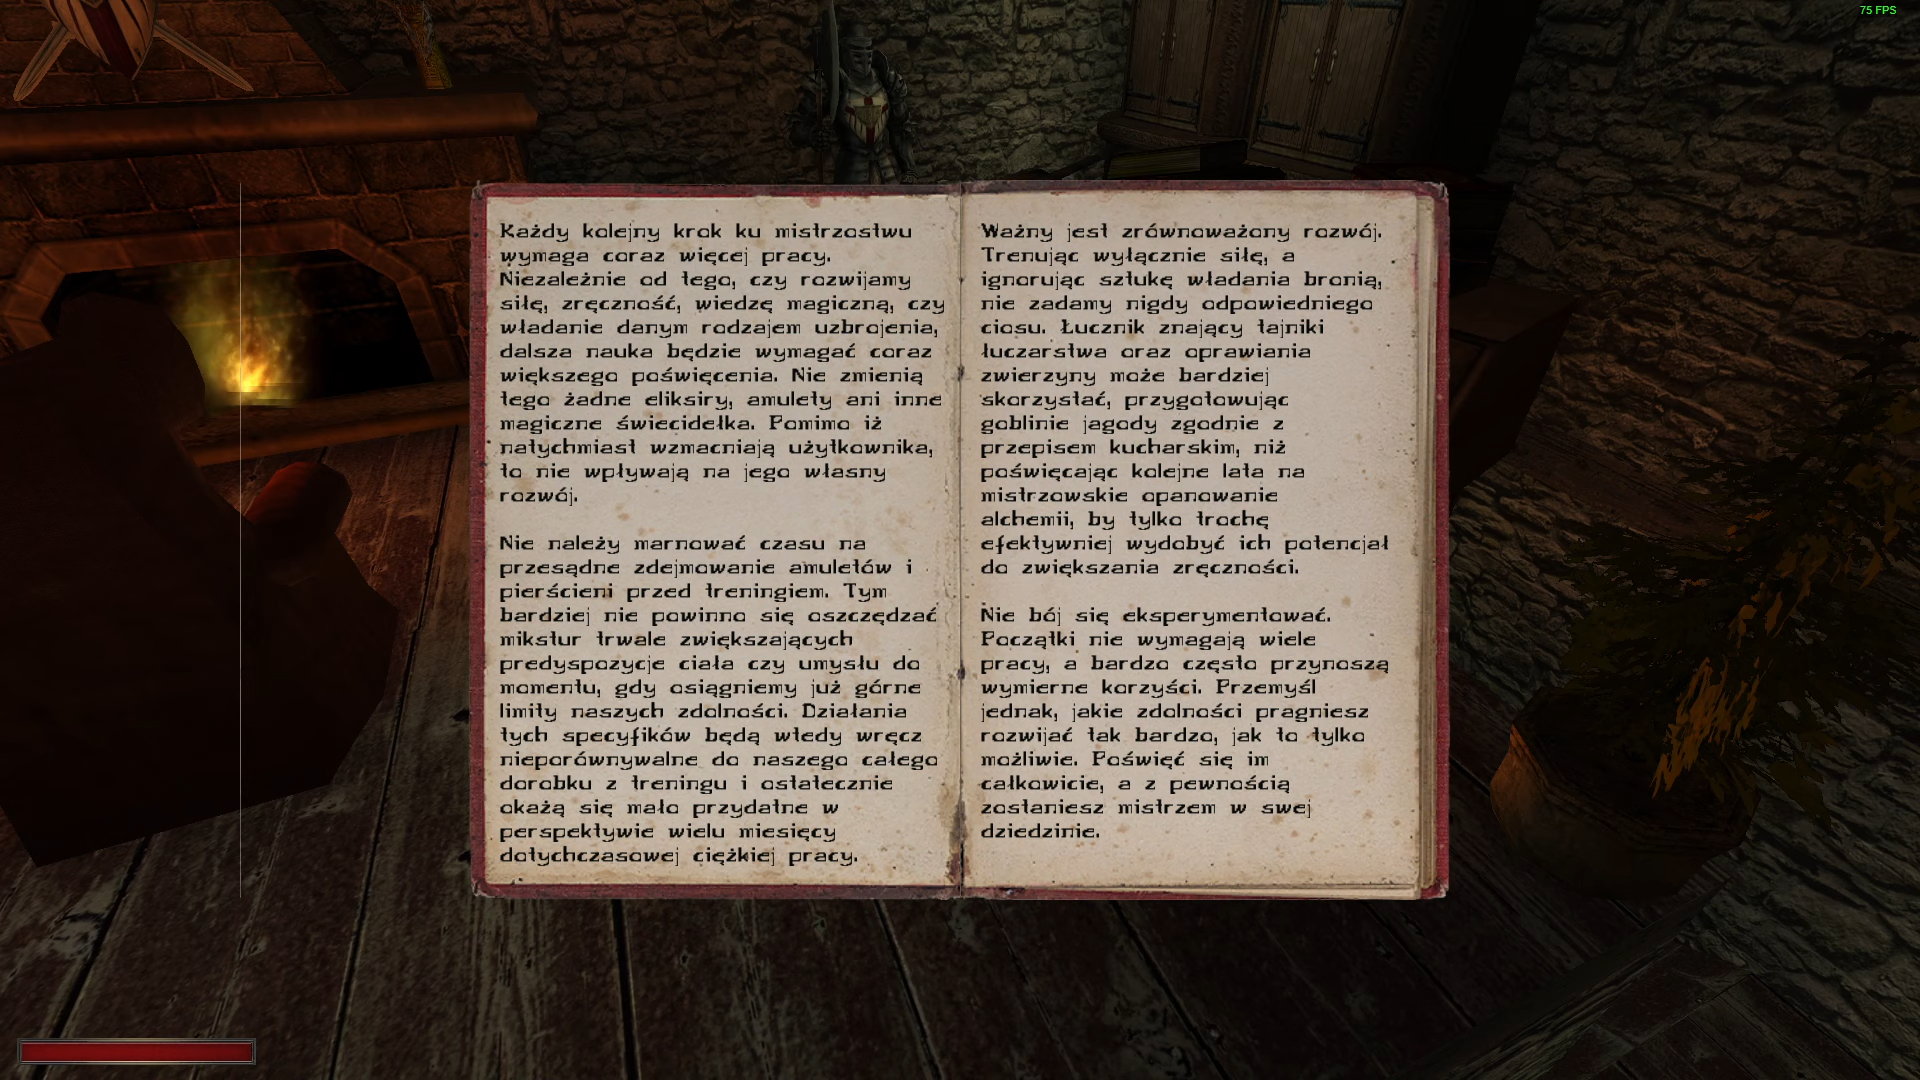 75 FPS
Każdy kolejny krok ku mistrzostwu
wymaga coraz więcej pracy.
Niezależnie od tego, czy rozwijamy
siłę, zręczność, wiedzę magiczną, czy
władanie danym rodzajem uzbrojenia,
dalsza nauka będzie wymagać coraz
większego poświęcenia. Nie zmienią
tego żadne eliksiry, amulety ani inne
magiczne świecidełka. Pomimo iż
natychmiast wzmacniają użytkownika,
to nie wpływają na jego własny
rozwój.
Nie należy marnować czasu na
przesądne zdejmowanie amuletów i
pierścieni przed treningiem. Tym
bardziej nie powinno się oszczędzać
mikstur trwale zwiększających
predyspozycje ciała czy umysłu do
momentu, gdy osiągniemy już górne
limity naszych zdolności. Działania
tych specyfików będą wtedy wręcz
nieporównywalne do naszego całego
dorobku z treningu i ostatecznie
okażą się mało przydatne w
perspektywie wielu miesięcy
dotychczasowej ciężkiej pracy.
Ważny jest zrównoważony rozwój.
Trenując wyłącznie siłę, a
ignorując sztukę władania bronią,
nie zadamy nigdy odpowiedniego
ciosu. Łucznik znający tajniki
łuczarstwa oraz oprawiania
zwierzyny może bardziej
skorzystać, przygotowując
goblinie jagody zgodnie z
przepisem kucharskim, niż
poświęcając kolejne lata na
mistrzowskie opanowanie
alchemii, by tylko trochę
efektywniej wydobyć ich potencjał
do zwiększania zręczności.
Nie bój się eksperymentować.
Początki nie wymagają wiele
pracy, a bardzo często przynoszą
wymierne korzyści. Przemyśl
jednak, jakie zdolności pragniesz
rozwijać tak bardzo, jak to tylko
możliwie. Poświęć się im
całkowicie, a z pewnością
zostaniesz mistrzem w swej
dziedzinie.